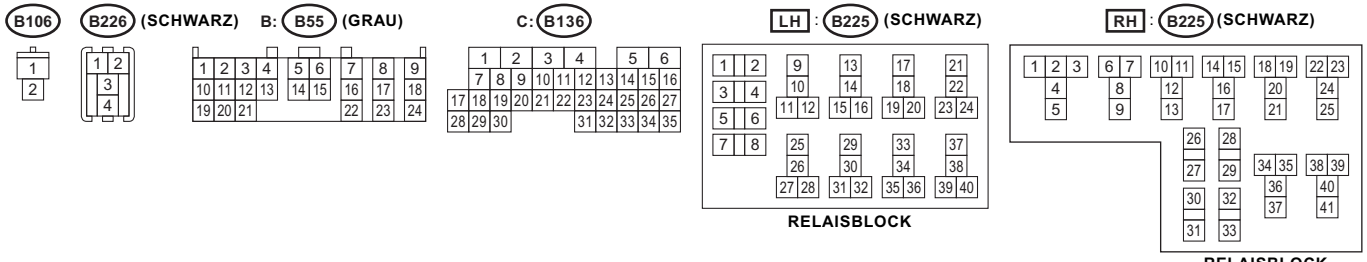 B106 B226 (SCHWARZ) B: B55 (GRAU) C: B136 LH : B225 (SCHWARZ) RH : B225 (SCHWARZ)
1
2
1 2
3
4
1 2 3 4 5 6 7 8 9
10 11 12 13 14 15 16 17 18
19 20 21 22 23 24
1 2 3 4 5 6
7 8 9 10 11 12 13 14 15 16
17 18 19 20 21 22 23 24 25 26 27
28 29 30 31 32 33 34 35
1 2 9 13 17 21
3 4 10 14 18 22
5 6 11 12 15 16 19 20 23 24
7 8 25 29 33 37
26 30 34 38
27 28 31 32 35 36 39 40
RELAISBLOCK
1 2 3 6 7 10 11 14 15 18 19 22 23
4 8 12 16 20 24
5 9 13 17 21 25
26 28
27 29 34 35 38 39
30 32 36 40
31 33 37 41
RELAISBLOCK